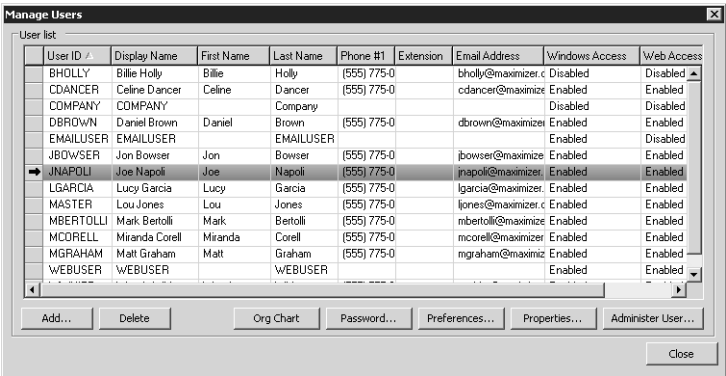 Manage Users
User list
User ID Display Name First Name Last Name Phone #1 Extension Email Address Windows Access Web Access
BHOLLY Billie Holly Billie Holly (555) 775-0 bholly@maximizer.c Disabled Disabled
CDANCER Celine Dancer Celine Dancer (555) 775-0 cdancer@maximizer Enabled Enabled
COMPANY COMPANY Company Disabled Disabled
DBROWN Daniel Brown Daniel Brown (555) 775-0 dbrown@maximizer Enabled Enabled
EMAILUSER EMAILUSER EMAILUSER Enabled Disabled
JBOWSER Jon Bowser Jon Bowser (555) 775-0 jbowser@maximize Enabled Enabled
JNAPOLI Joe Napoli Joe Napoli (555) 775-0 jnapoli@maximizer. Enabled Enabled
LGARCIA Lucy Garcia Lucy Garcia (555) 775-0 lgarcia@maximizer. Enabled Enabled
MASTER Lou Jones Lou Jones (555) 775-0 ljones@maximizer.c Enabled Enabled
MBERTOLLI Mark Bertolli Mark Bertolli (555) 775-0 mbertolli@maximize Enabled Enabled
MCORELL Miranda Corell Miranda Corell (555) 775-0 mcorell@maximizer Enabled Enabled
MGRAHAM Matt Graham Matt Graham (555) 775-0 mgraham@maximiz Enabled Enabled
WEBUSER WEBUSER WEBUSER Enabled Enabled
Add... Delete Org Chart Password... Preferences... Properties... Administer User...
Close